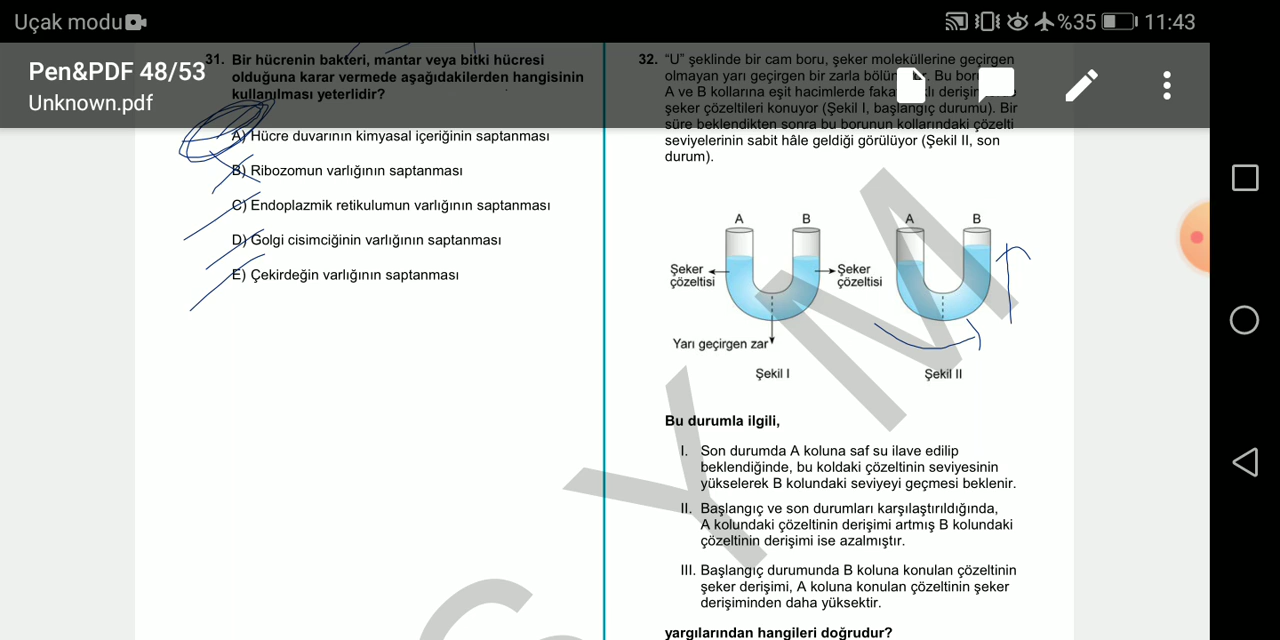 Uçak modu
%35 11:43
Pen&PDF 48/53
Unknown.pdf
31. Bir hücrenin bakteri, mantar veya bitki hücresi
olduğuna karar vermede aşağıdakilerden hangisinin
kullanılması yeterlidir?
A) Hücre duvarının kimyasal içeriğinin saptanması
B) Ribozomun varlığının saptanması
C) Endoplazmik retikulumun varlığının saptanması
D) Golgi cisimciğinin varlığının saptanması
E) Çekirdeğin varlığının saptanması
32. “U” şeklinde bir cam boru, şeker moleküllerine geçirgen
olmayan yarı geçirgen bir zarla
Bu
A ve B kollarına eşit hacimlerde
şeker çözeltileri konuyor (Şekil I, başlangıç durumu). Bir
süre beklendikten sonra bu borunun kollarındaki çözelti
seviyelerinin sabit hâle geldiği görülüyor (Şekil II, son
durum).
A B A B
Şeker
çözeltisi
Şeker
çözeltisi
Yarı geçirgen zar
Şekil I
Şekil II
Bu durumla ilgili,
I. Son durumda A koluna saf su ilave edilip
beklendiğinde, bu koldaki çözeltinin seviyesinin
yükselerek B kolundaki seviyeyi geçmesi beklenir.
II. Başlangıç ve son durumları karşılaştırıldığında,
A kolundaki çözeltinin derişimi artmış B kolundaki
çözeltinin derişimi ise azalmıştır.
III. Başlangıç durumunda B koluna konulan çözeltinin
şeker derişimi, A koluna konulan çözeltinin şeker
derişiminden daha yüksektir.
yargılarından hangileri doğrudur?
Y M